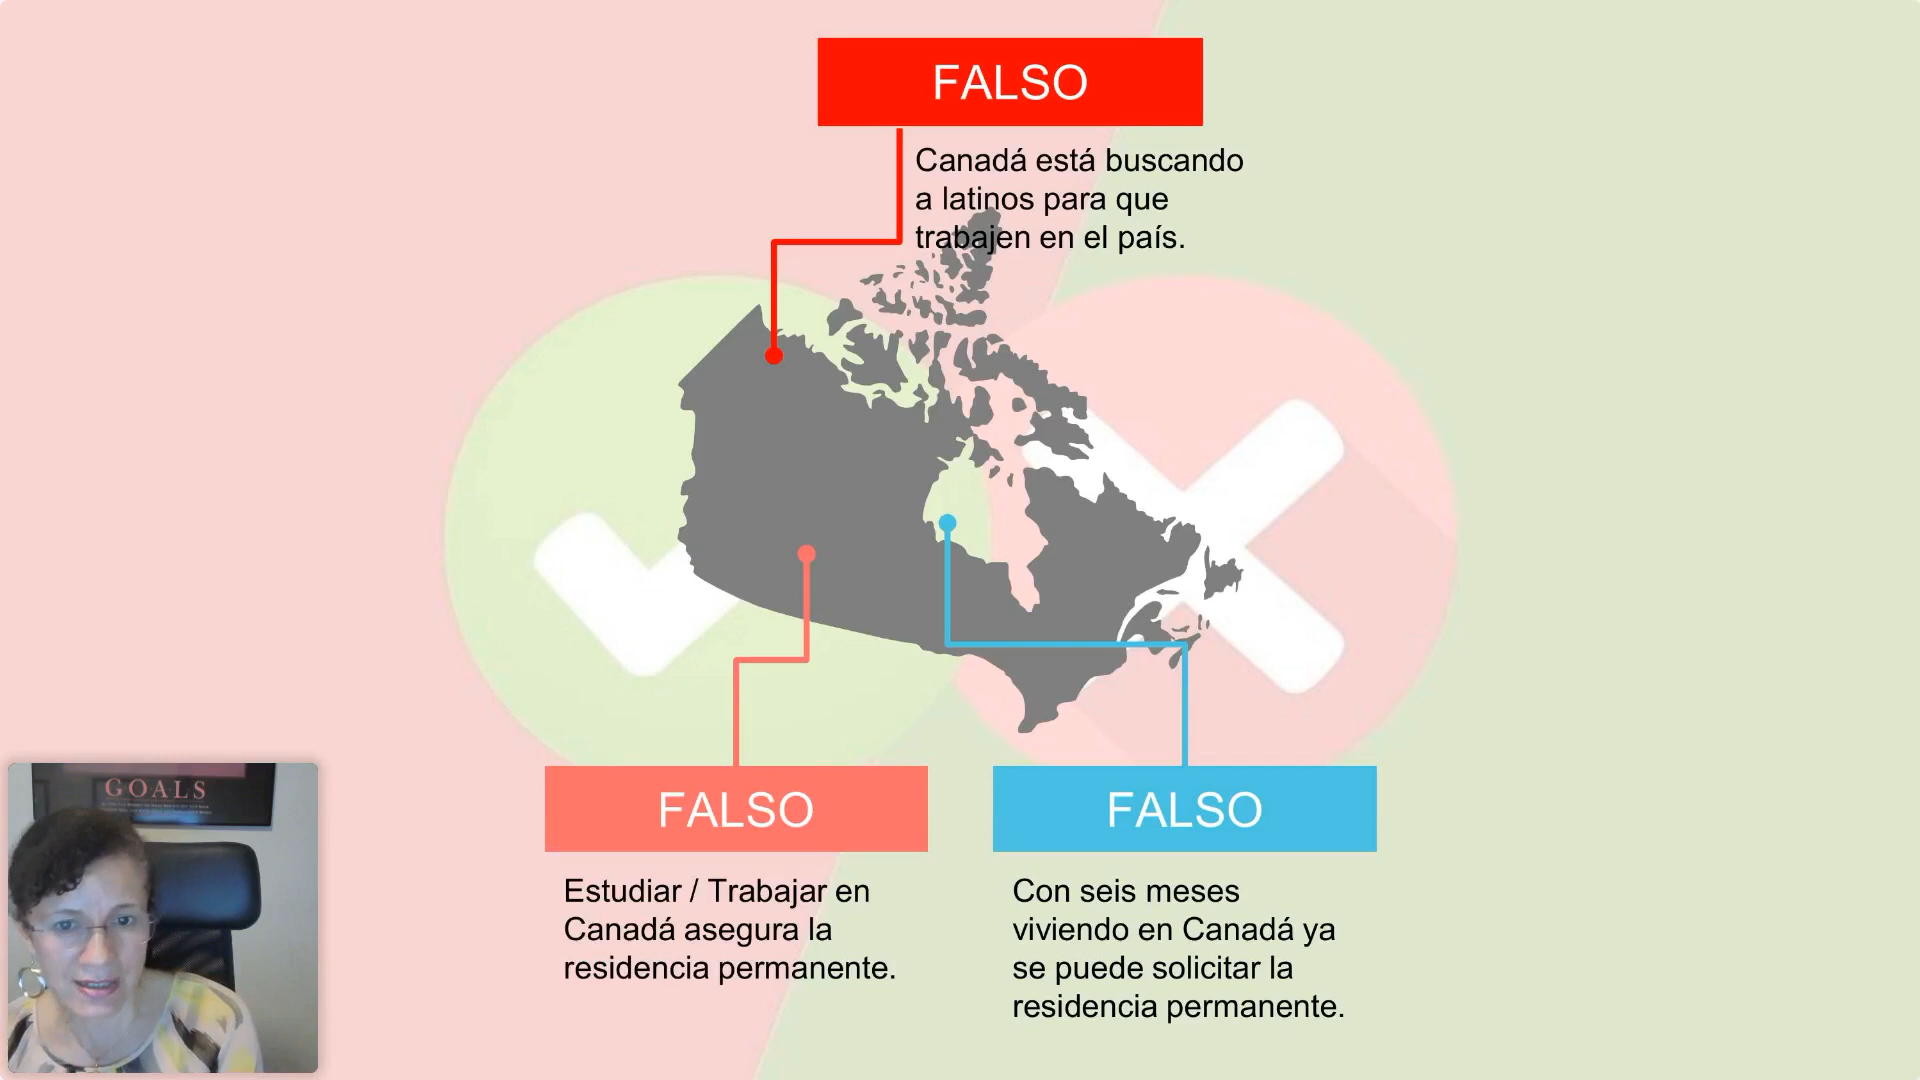 FALSO
Canadá está buscando
a latinos para que
trabajen en el país.
FALSO
Estudiar / Trabajar en
Canadá asegura la
residencia permanente.
FALSO
Con seis meses
viviendo en Canadá ya
se puede solicitar la
residencia permanente.
GOALS